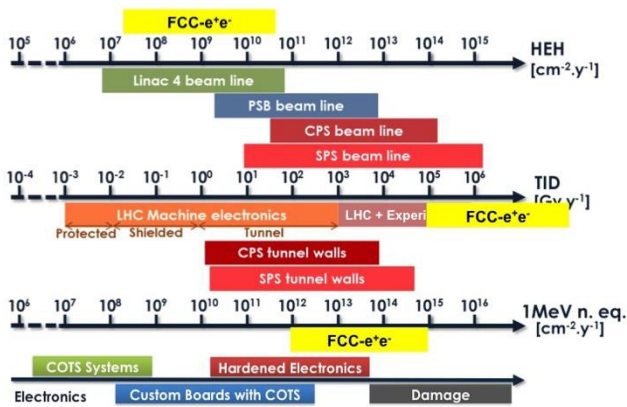 FCC-e⁺e⁻
10⁵ 10⁶ 10⁷ 10⁸ 10⁹ 10¹⁰ 10¹¹ 10¹² 10¹³ 10¹⁴ 10¹⁵ HEH
[cm⁻².y⁻¹]
Linac 4 beam line
PSB beam line
CPS beam line
SPS beam line
10⁻⁴ 10⁻³ 10⁻² 10⁻¹ 10⁰ 10¹ 10² 10³ 10⁴ 10⁵ 10⁶ TID
[Gy.y⁻¹]
LHC Machine electronics LHC + Experi FCC-e⁺e⁻
Protected Shielded Tunnel
CPS tunnel walls
SPS tunnel walls
10⁶ 10⁷ 10⁸ 10⁹ 10¹⁰ 10¹¹ 10¹² 10¹³ 10¹⁴ 10¹⁵ 10¹⁶ 1MeV n. eq.
[cm⁻².y⁻¹]
FCC-e⁺e⁻
COTS Systems Hardened Electronics
Electronics Custom Boards with COTS Damage